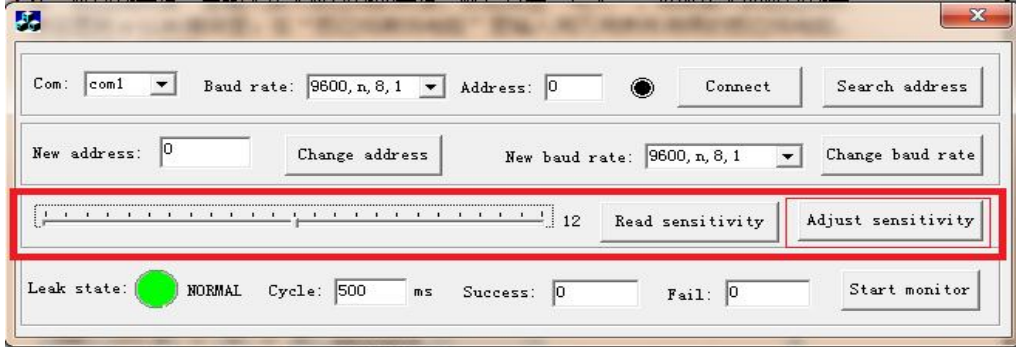 Com: com1 Baud rate: 9600, n, 8, 1 Address: 0 Connect Search address
New address: 0 Change address New baud rate: 9600, n, 8, 1 Change baud rate
12 Read sensitivity Adjust sensitivity
Leak state: NORMAL Cycle: 500 ms Success: 0 Fail: 0 Start monitor